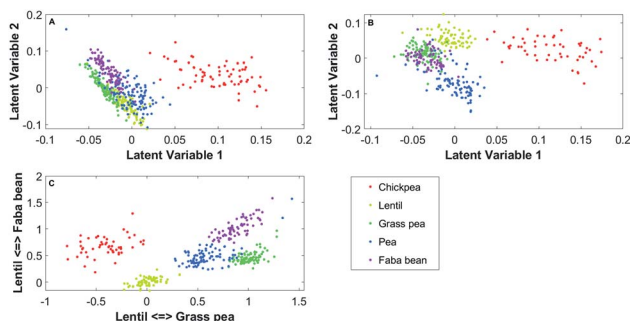 A
Latent Variable 2
0.2
0.1
0
-0.1
-0.1
-0.05
0
0.05
0.1
0.15
0.2
Latent Variable 1
B
Latent Variable 2
0.1
0
-0.1
-0.2
-0.1
-0.05
0
0.05
0.1
0.15
0.2
Latent Variable 1
C
Lentil <=> Faba bean
2
1.5
1
0.5
0
-1
-0.5
0
0.5
1
1.5
Lentil <=> Grass pea
Chickpea
Lentil
Grass pea
Pea
Faba bean